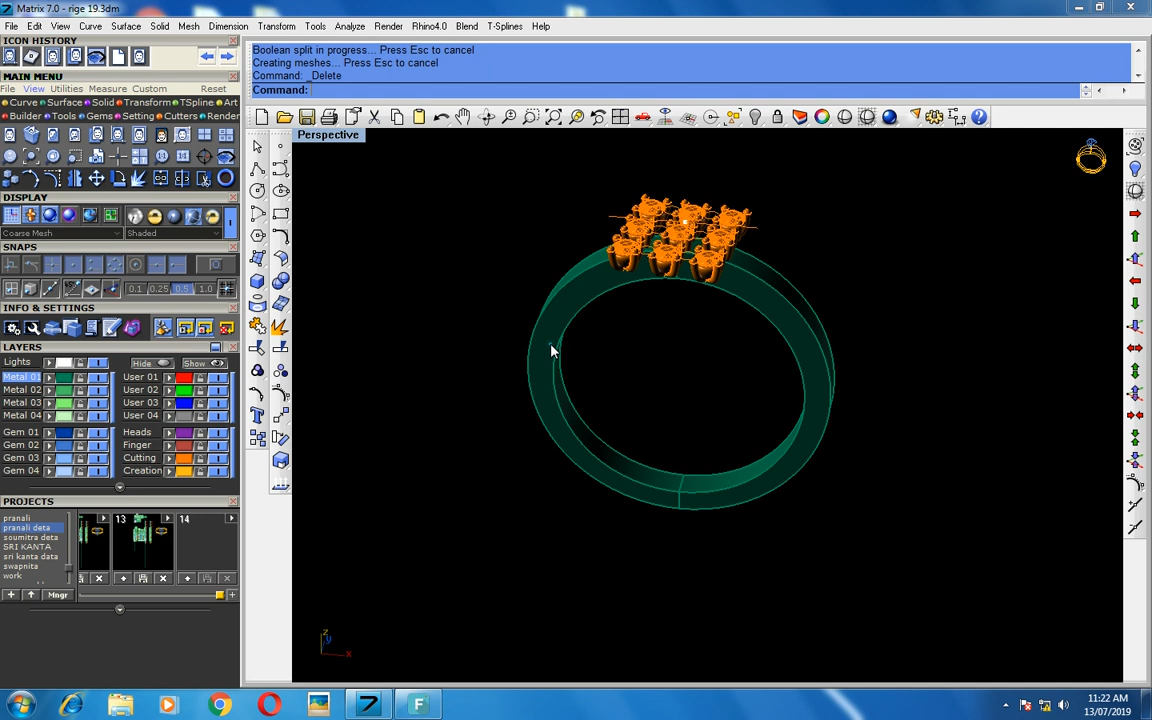 Matrix 7.0 - rige 19.3dm
File Edit View Curve Surface Solid Mesh Dimension Transform Tools Analyze Render Rhino4.0 Blend T-Splines Help
ICON HISTORY
Boolean split in progress... Press Esc to cancel
Creating meshes... Press Esc to cancel
Command: _Delete
Command:
MAIN MENU
File View Utilities Measure Custom Reset
Curve Surface Solid Transform TSpline Art
Builder Tools Gems Setting Cutters Render
Perspective
DISPLAY
Coarse Mesh Shaded
SNAPS
0.1 0.25 0.5 1.0
INFO & SETTINGS
LAYERS
Lights Hide Show
Metal 01 User 01
Metal 02 User 02
Metal 03 User 03
Metal 04 User 04
Gem 01 Heads
Gem 02 Finger
Gem 03 Cutting
Gem 04 Creation
PROJECTS
pranali
pranali deta
soumitra deta
SRI KANTA
sri kanta data
swapnita
work
13 14
Mngr
z
y
x
F
11:22 AM
13/07/2019